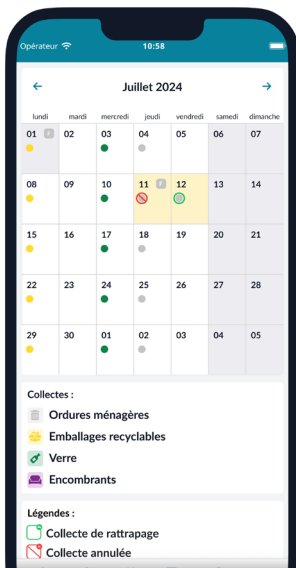 Opérateur 10:58
← Juillet 2024 →
lundi mardi mercredi jeudi vendredi samedi dimanche
01 F 02 03 04 05 06 07
08 09 10 11 F 12 13 14
15 16 17 18 19 20 21
22 23 24 25 26 27 28
29 30 01 02 03 04 05
Collectes :
Ordures ménagères
Emballages recyclables
Verre
Encombrants
Légendes :
Collecte de rattrapage
Collecte annulée